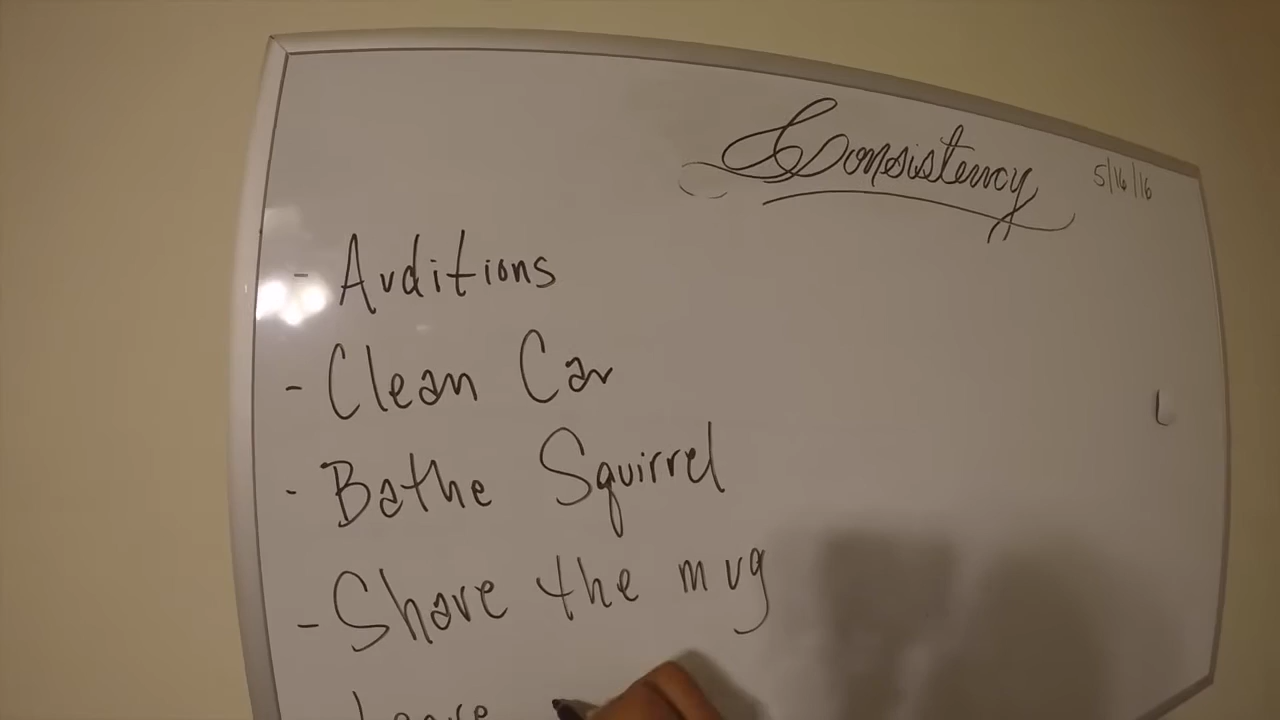 Consistency
5/16/16
- Auditions
- Clean Car
- Bathe Squirrel
- Shave the mug